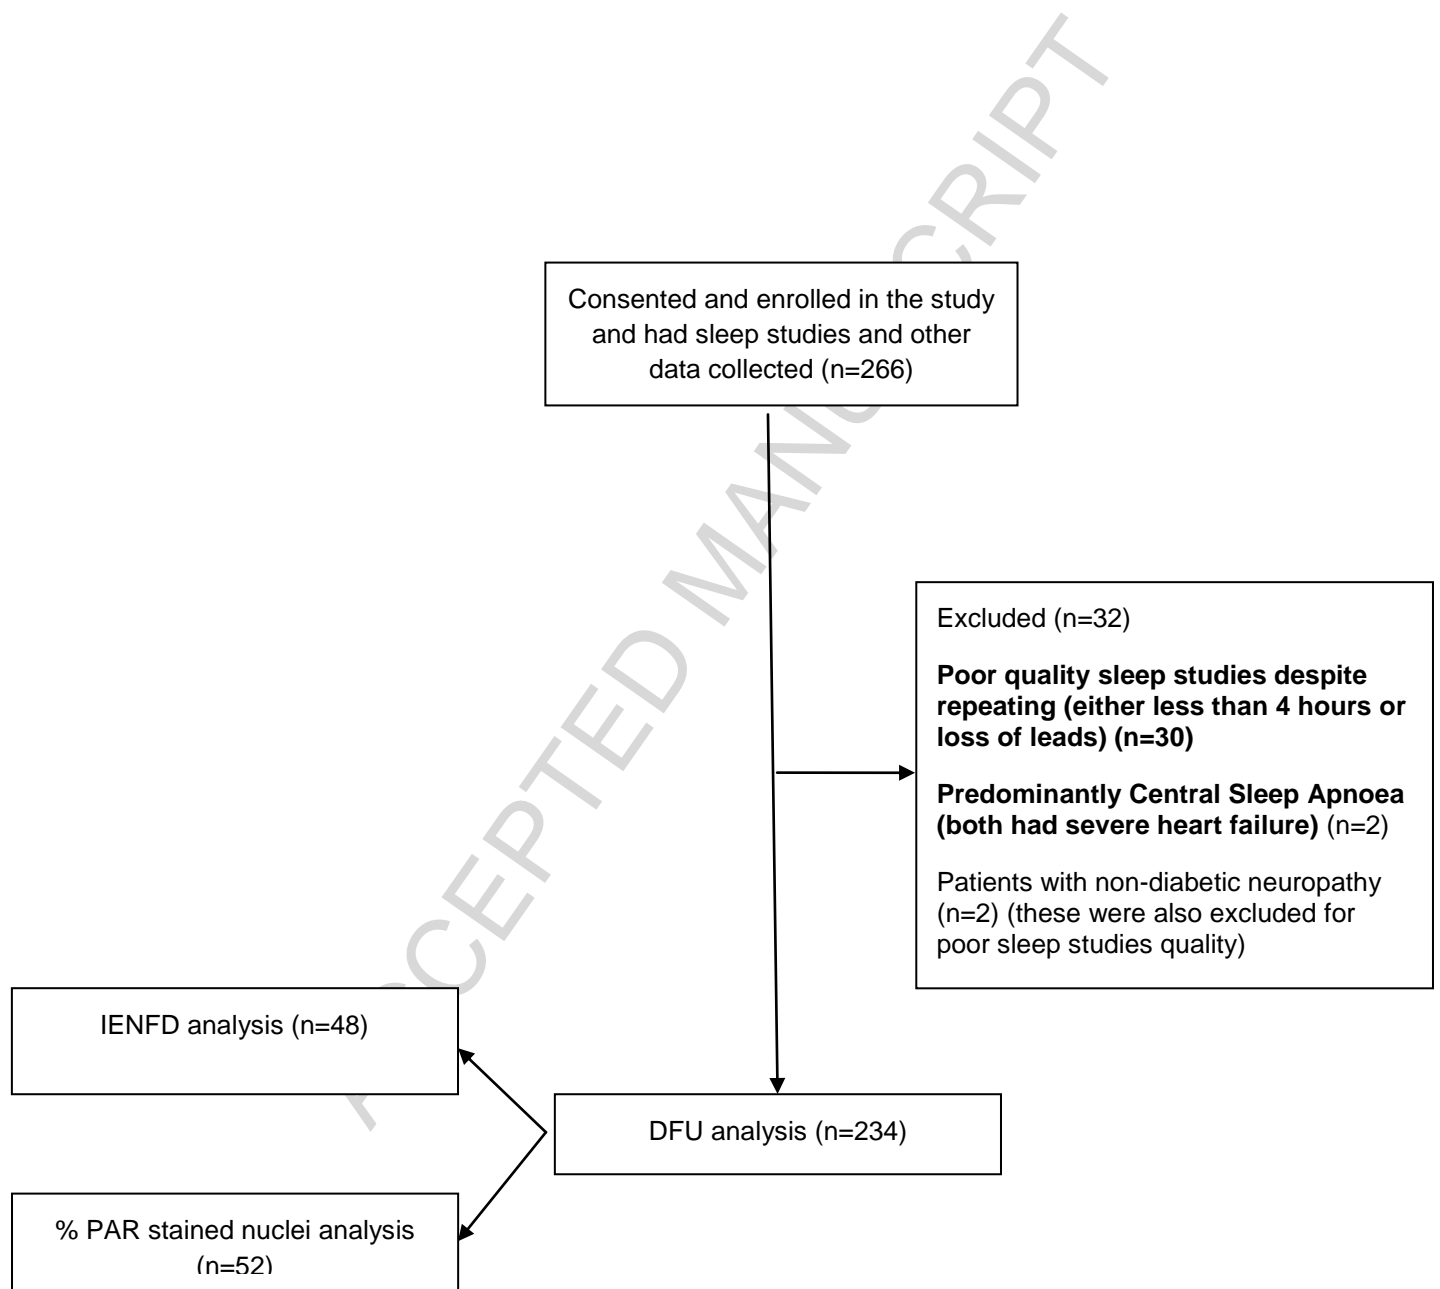 ACCEPTED MANUSCRIPT
Consented and enrolled in the study
and had sleep studies and other
data collected (n=266)
Excluded (n=32)
Poor quality sleep studies despite
repeating (either less than 4 hours or
loss of leads) (n=30)
Predominantly Central Sleep Apnoea
(both had severe heart failure) (n=2)
Patients with non-diabetic neuropathy
(n=2) (these were also excluded for
poor sleep studies quality)
IENFD analysis (n=48)
DFU analysis (n=234)
% PAR stained nuclei analysis
(n=52)